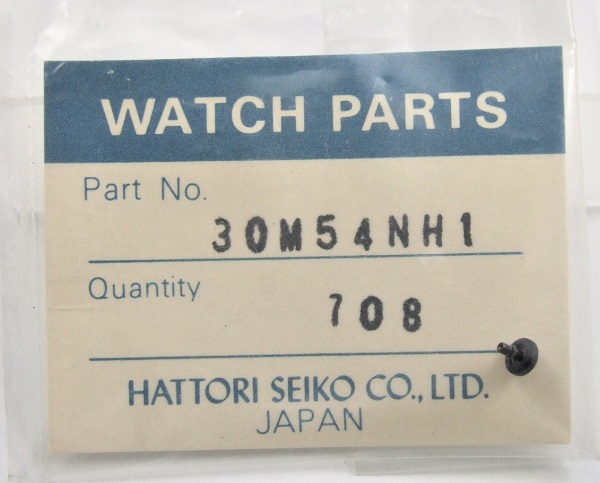 WATCH PARTS
Part No.
30M54NH1
Quantity
708
HATTORI SEIKO CO., LTD.
JAPAN